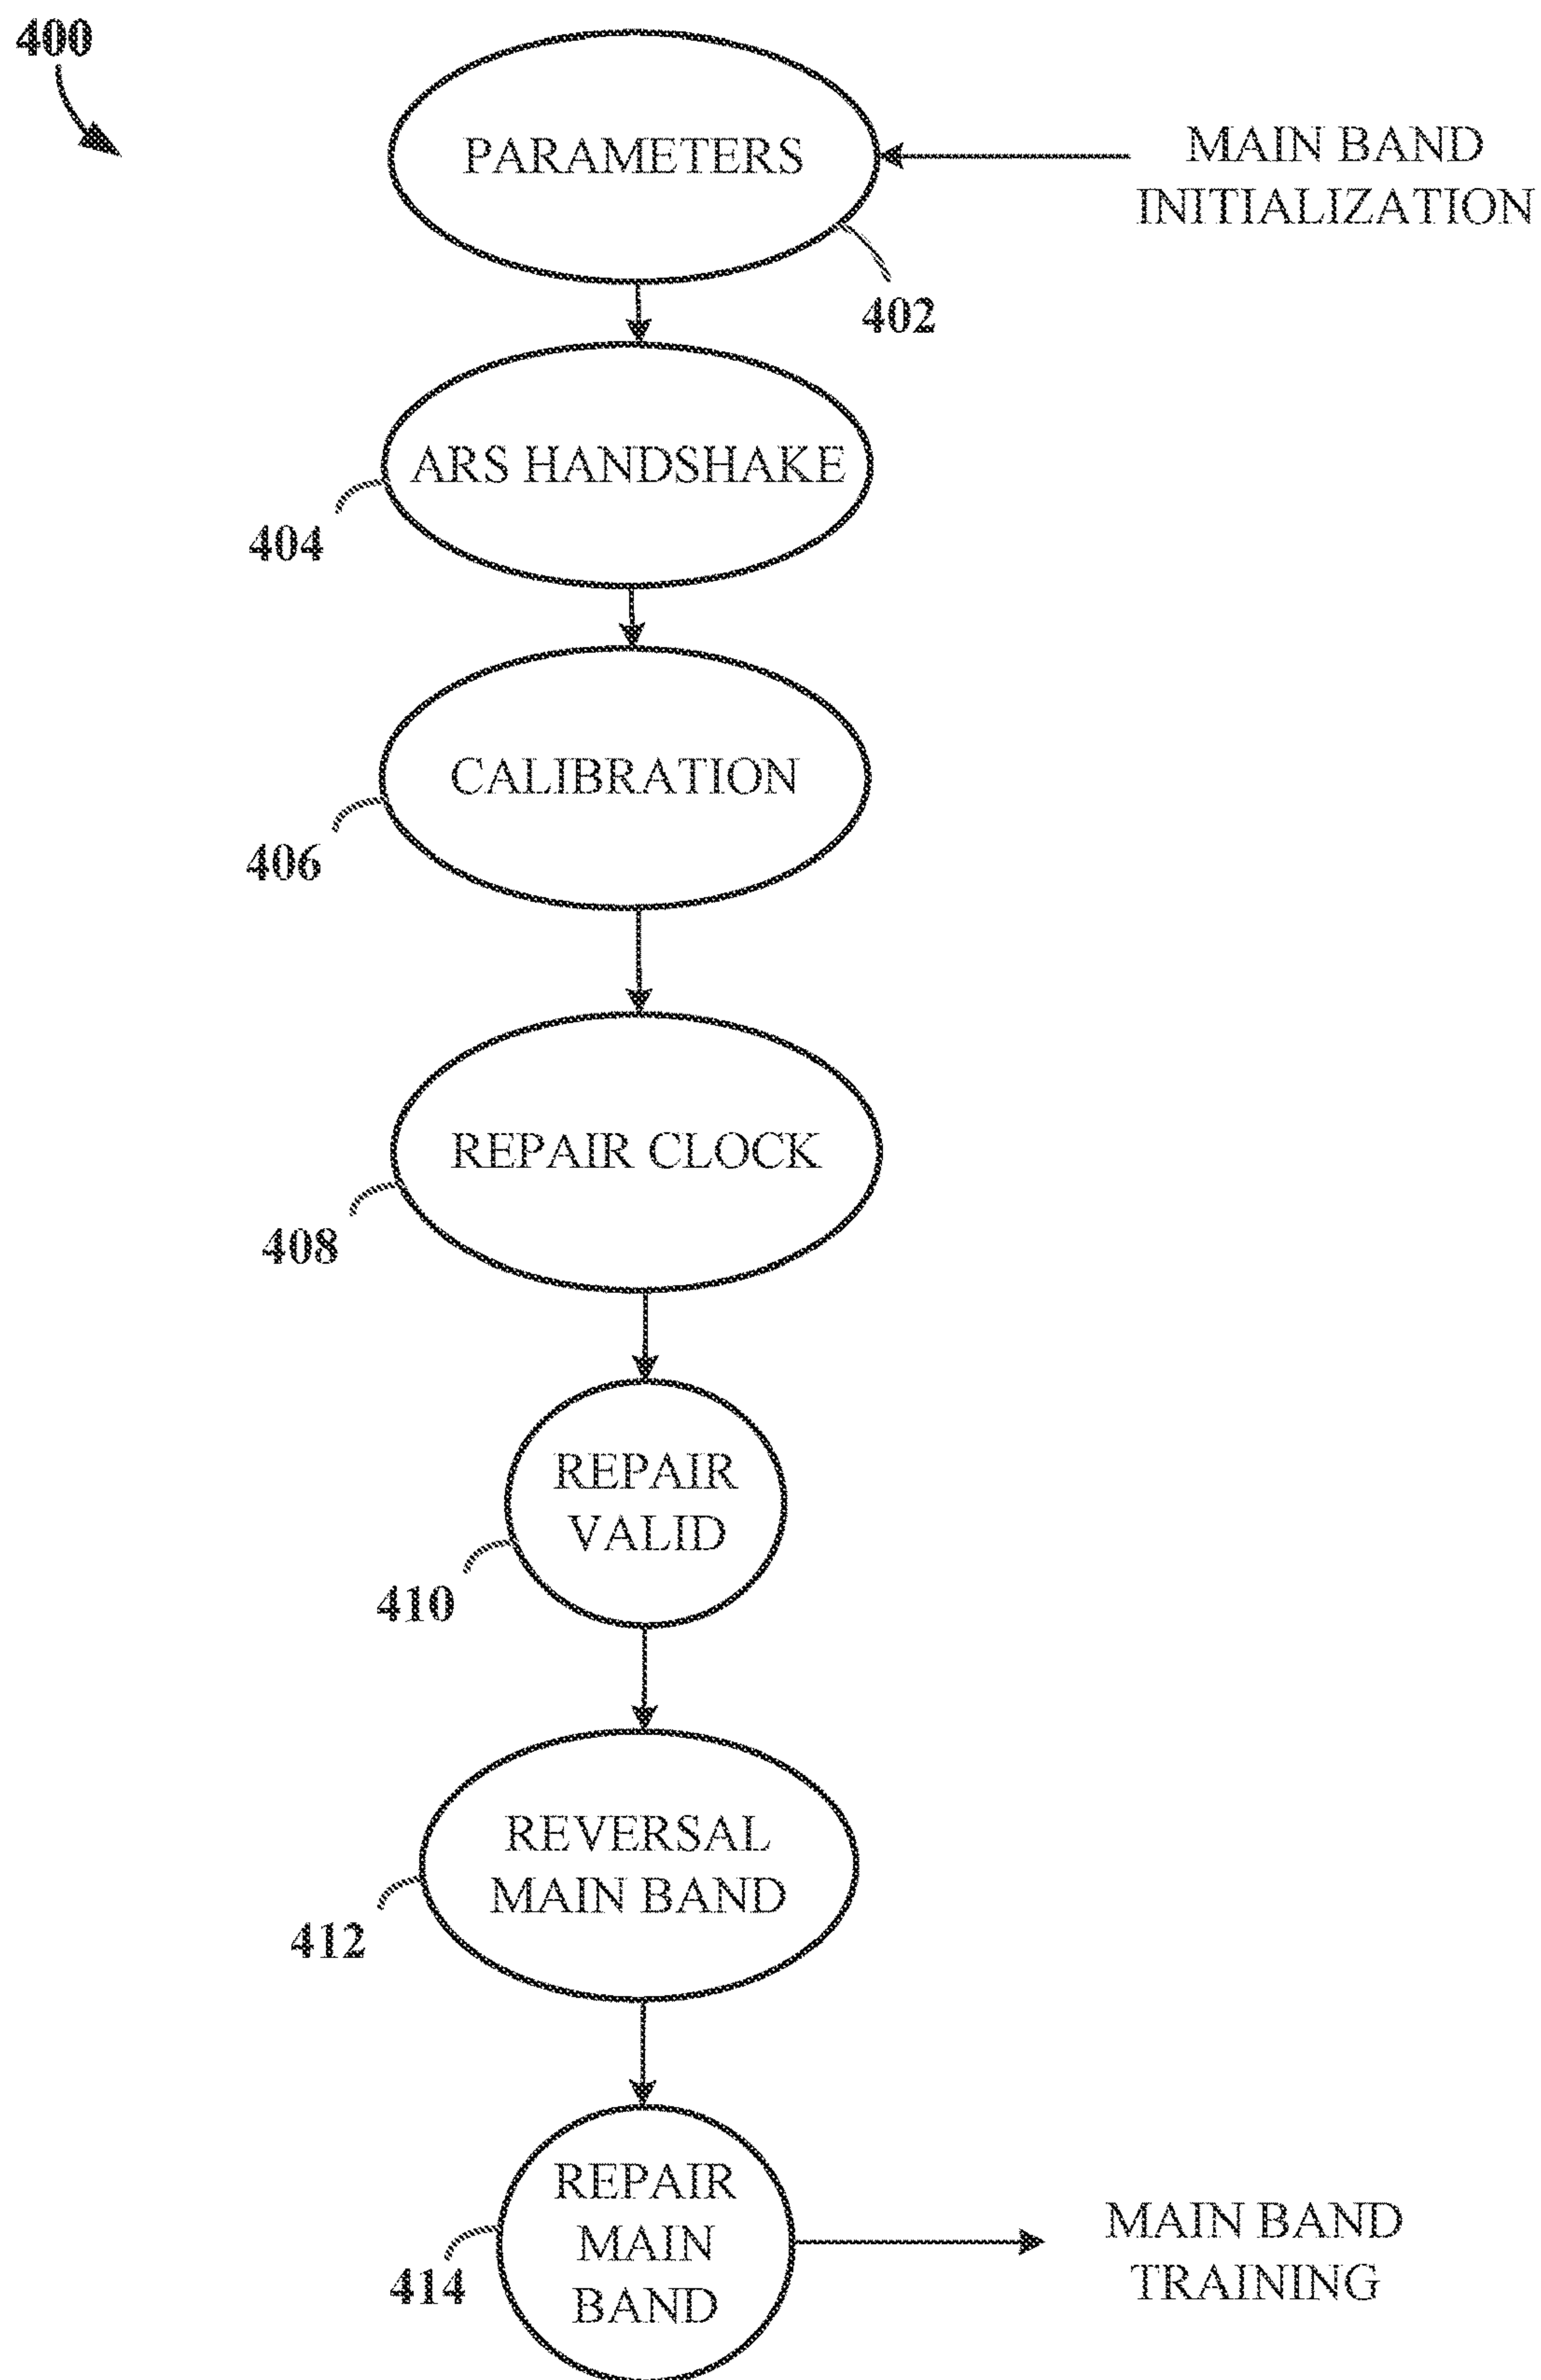 400
PARAMETERS
MAIN BAND
INITIALIZATION
402
ARS HANDSHAKE
404
CALIBRATION
406
REPAIR CLOCK
408
REPAIR
VALID
410
REVERSAL
MAIN BAND
412
REPAIR
MAIN
BAND
414
MAIN BAND
TRAINING